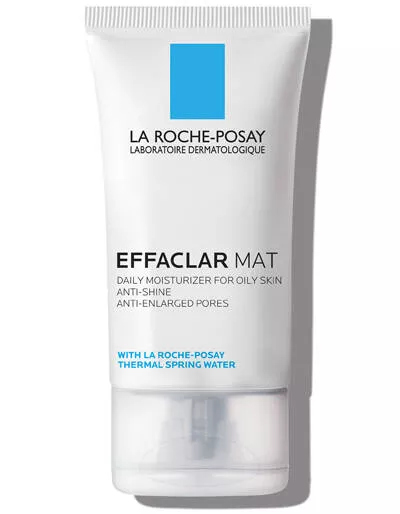 LA ROCHE-POSAY
LABORATOIRE DERMATOLOGIQUE
EFFACLAR MAT
DAILY MOISTURIZER FOR OILY SKIN
ANTI-SHINE
ANTI-ENLARGED PORES
WITH LA ROCHE-POSAY
THERMAL SPRING WATER